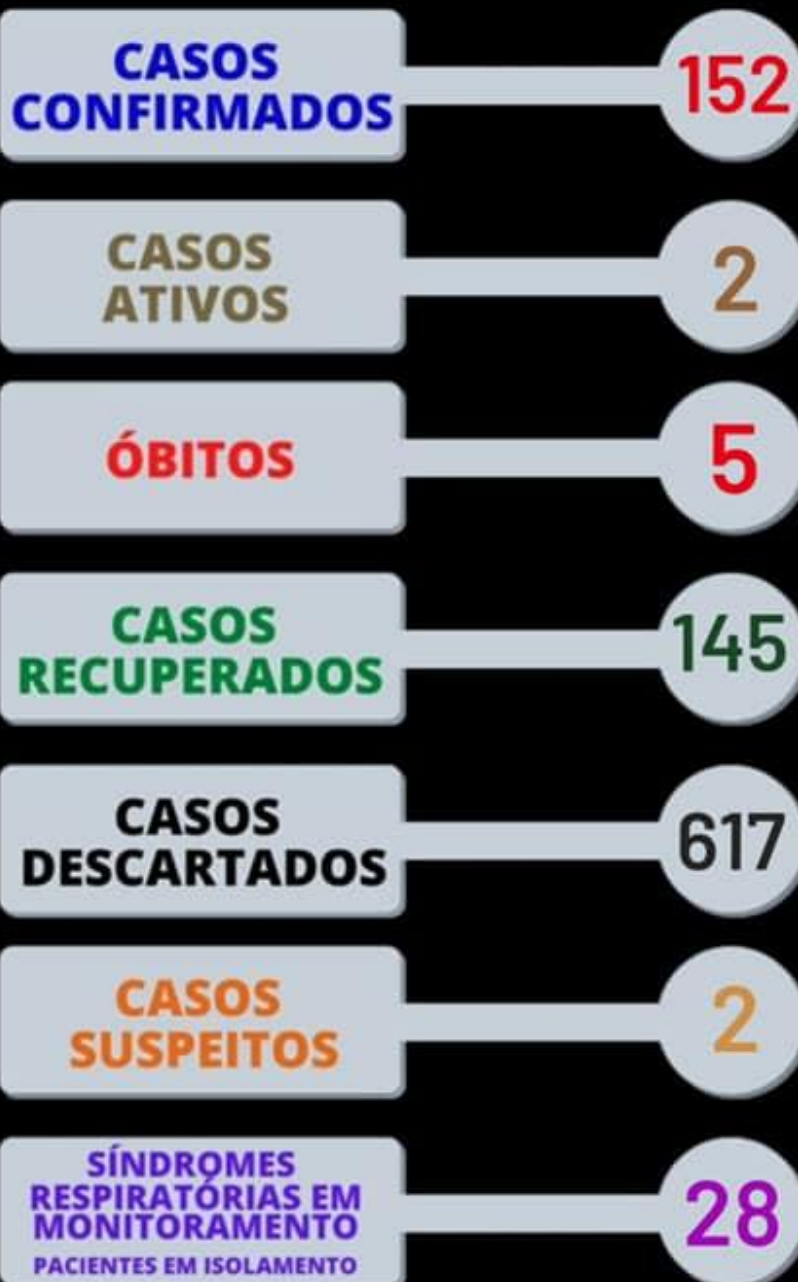 CASOS
CONFIRMADOS
152
CASOS
ATIVOS
2
ÓBITOS
5
CASOS
RECUPERADOS
145
CASOS
DESCARTADOS
617
CASOS
SUSPEITOS
2
SÍNDROMES
RESPIRATÓRIAS EM
MONITORAMENTO
PACIENTES EM ISOLAMENTO
28